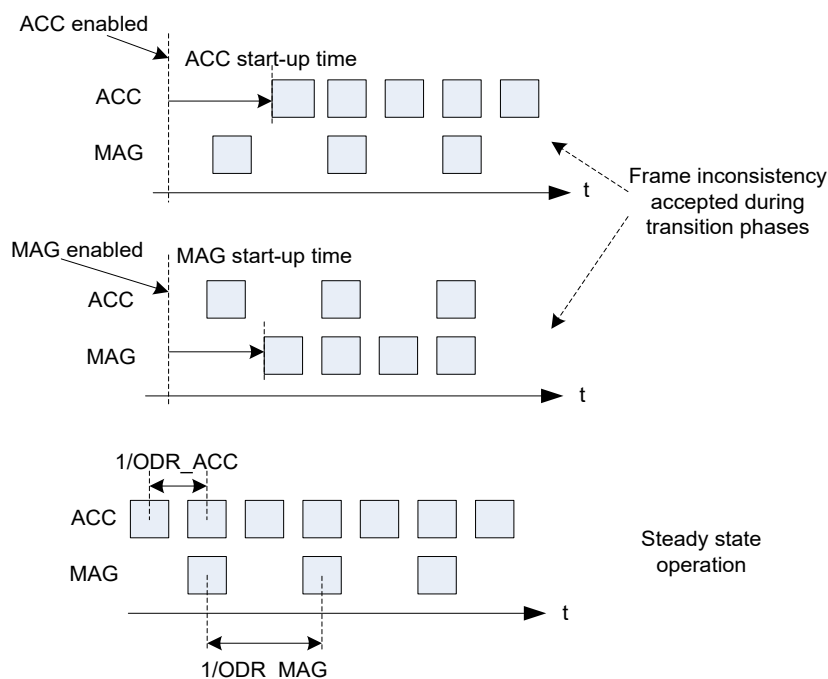 ACC enabled
ACC start-up time
ACC
MAG
t
Frame inconsistency
accepted during
transition phases
MAG enabled
MAG start-up time
ACC
MAG
t
1/ODR_ACC
ACC
MAG
t
1/ODR_MAG
Steady state
operation